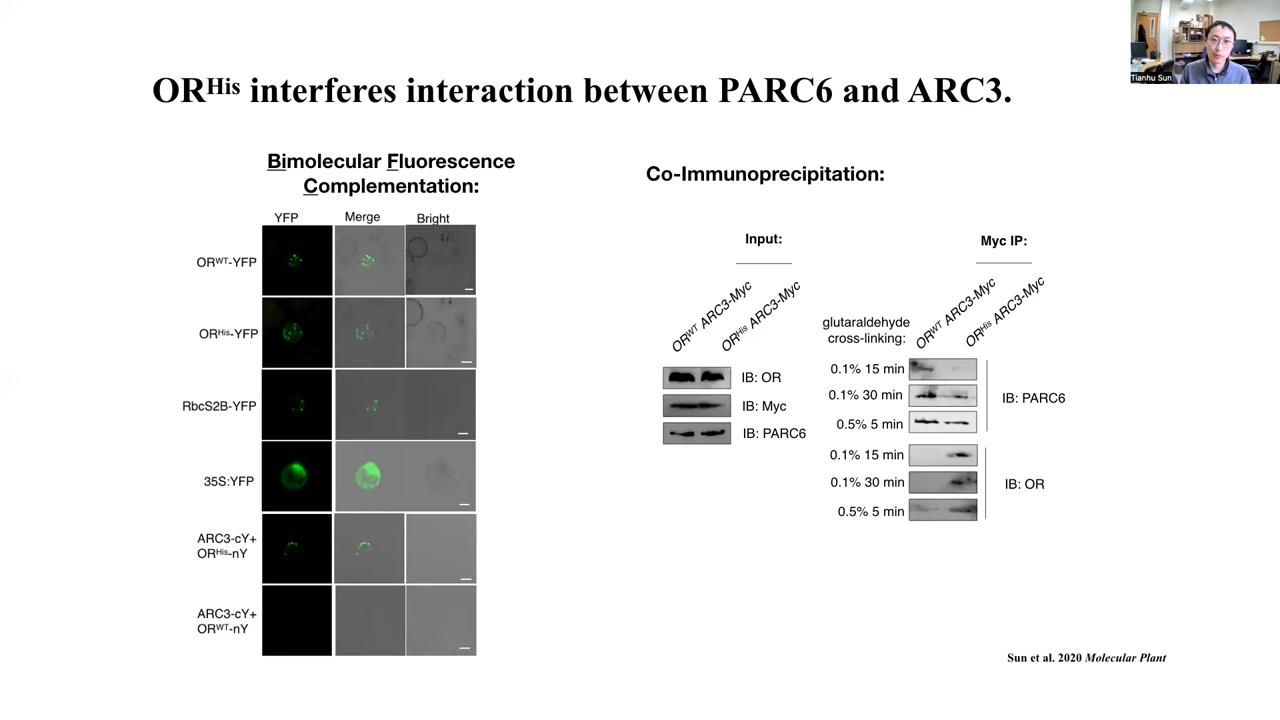 Tianhu Sun
ORHis interferes interaction between PARC6 and ARC3.
Bimolecular Fluorescence
Complementation:
YFP Merge Bright
ORWT-YFP
ORHis-YFP
RbcS2B-YFP
35S:YFP
ARC3-cY+
ORHis-nY
ARC3-cY+
ORWT-nY
Co-Immunoprecipitation:
Input:
ORWT ARC3-Myc
ORHis ARC3-Myc
IB: OR
IB: Myc
IB: PARC6
Myc IP:
glutaraldehyde
cross-linking:
ORWT ARC3-Myc
ORHis ARC3-Myc
0.1% 15 min
0.1% 30 min
0.5% 5 min
IB: PARC6
0.1% 15 min
0.1% 30 min
0.5% 5 min
IB: OR
Sun et al. 2020 Molecular Plant